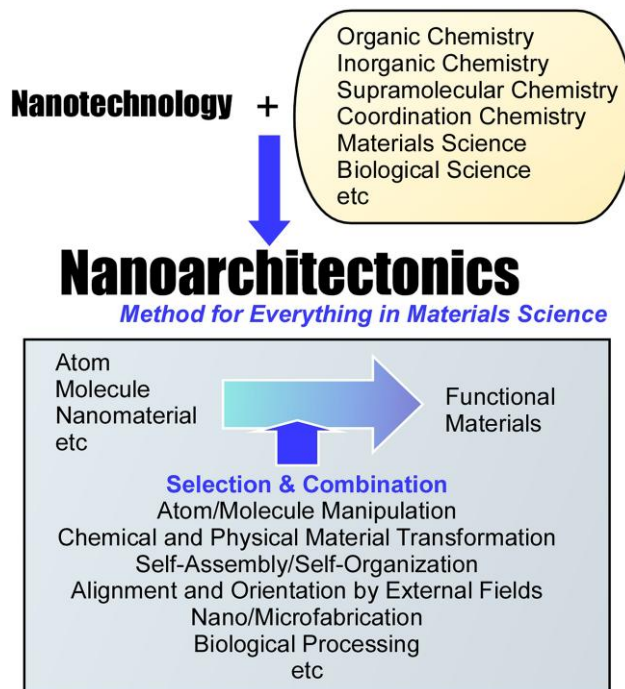 Nanotechnology +
Organic Chemistry
Inorganic Chemistry
Supramolecular Chemistry
Coordination Chemistry
Materials Science
Biological Science
etc
Nanoarchitectonics
Method for Everything in Materials Science
Atom
Molecule
Nanomaterial
etc
Functional
Materials
Selection & Combination
Atom/Molecule Manipulation
Chemical and Physical Material Transformation
Self-Assembly/Self-Organization
Alignment and Orientation by External Fields
Nano/Microfabrication
Biological Processing
etc